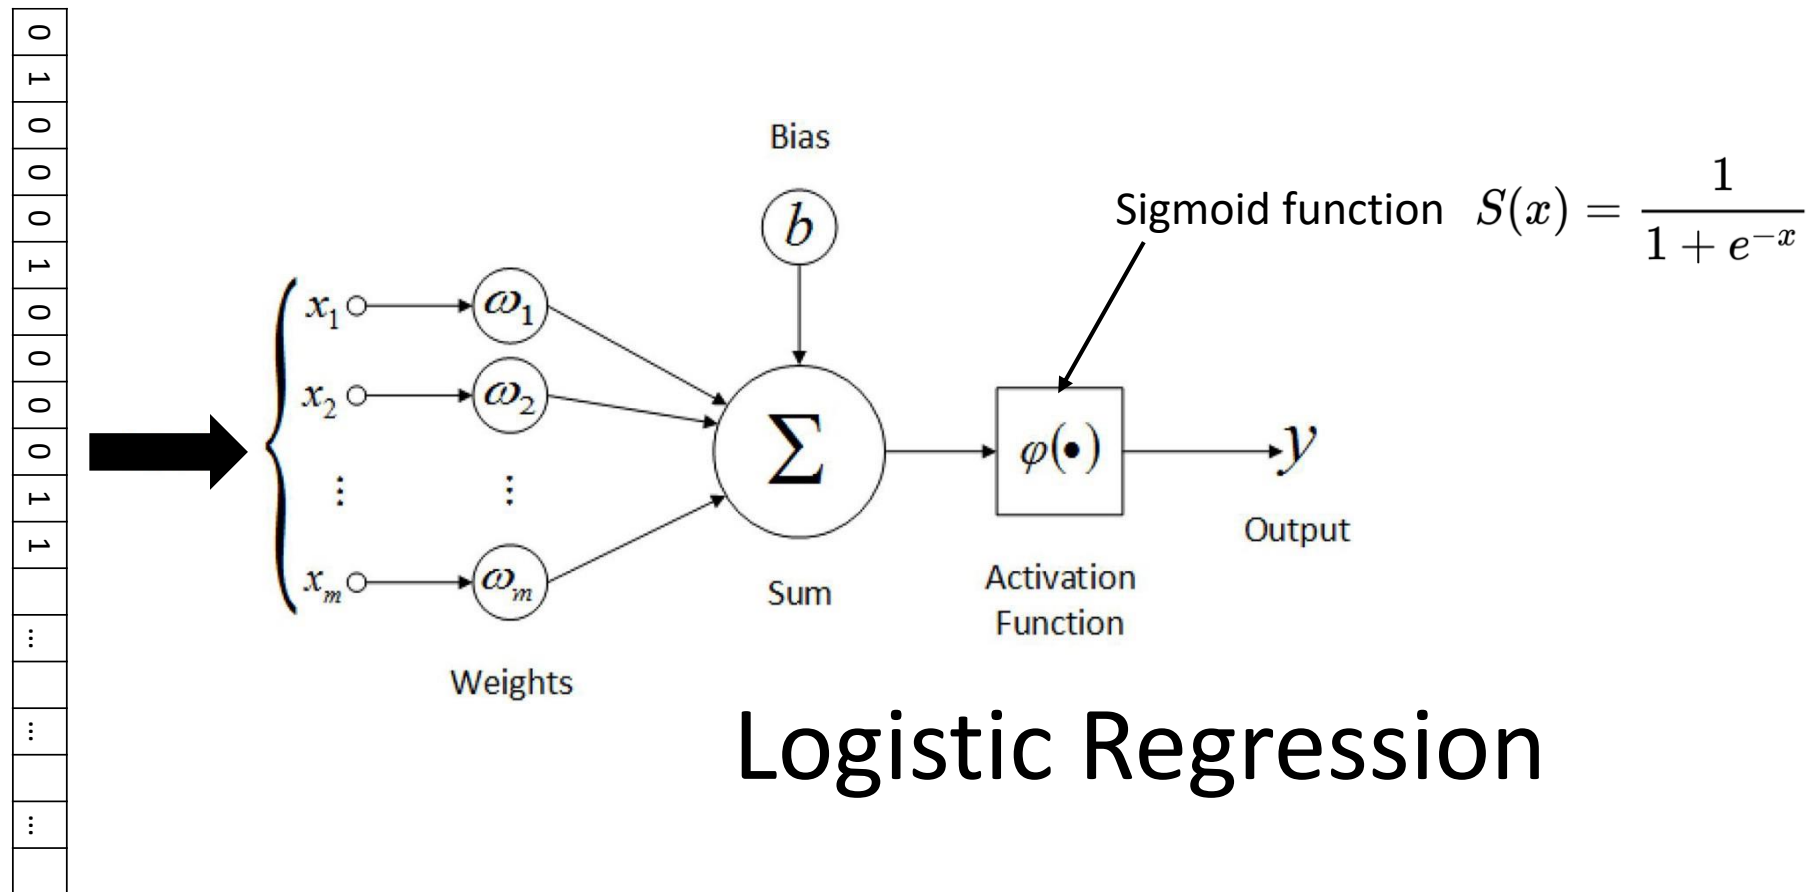 0
1
0
0
0
1
0
0
0
0
1
1
...
...
...
Bias
b
Sigmoid function S(x) = 1 / (1 + e^{-x})
x_1 ω_1
x_2 ω_2
Σ φ(•) y
⋮ ⋮
x_m ω_m
Output
Sum
Activation
Function
Weights
Logistic Regression